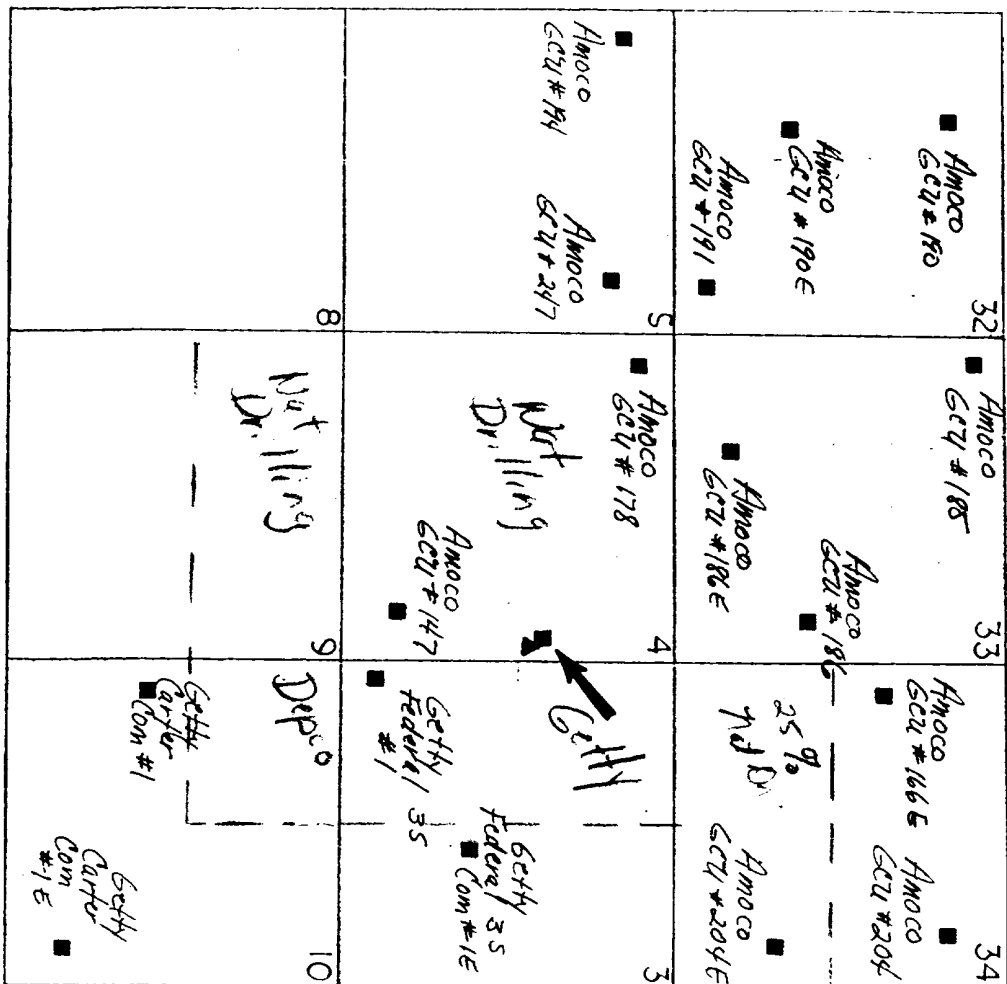 32
Amoco
GCU # 190
Amoco
GCU # 190E
Amoco
GCU # 191
33
Amoco
GCU # 185
Amoco
GCU # 186
Amoco
GCU # 186E
34
Amoco
GCU # 166E
Amoco
GCU # 204
25%
Nat Dr
Amoco
GCU # 204E
5
Amoco
GCU # 247
Amoco
GCU # 194
4
Amoco
GCU # 178
Nat
Drilling
Amoco
GCU # 147
3
Getty
Getty
Federal 35
#1
Getty
Federal 35
Com # 1E
8
9
Nat
Drilling
10
Depco
Getty
Carter
Com #1
Getty
Carter
Com
#1E